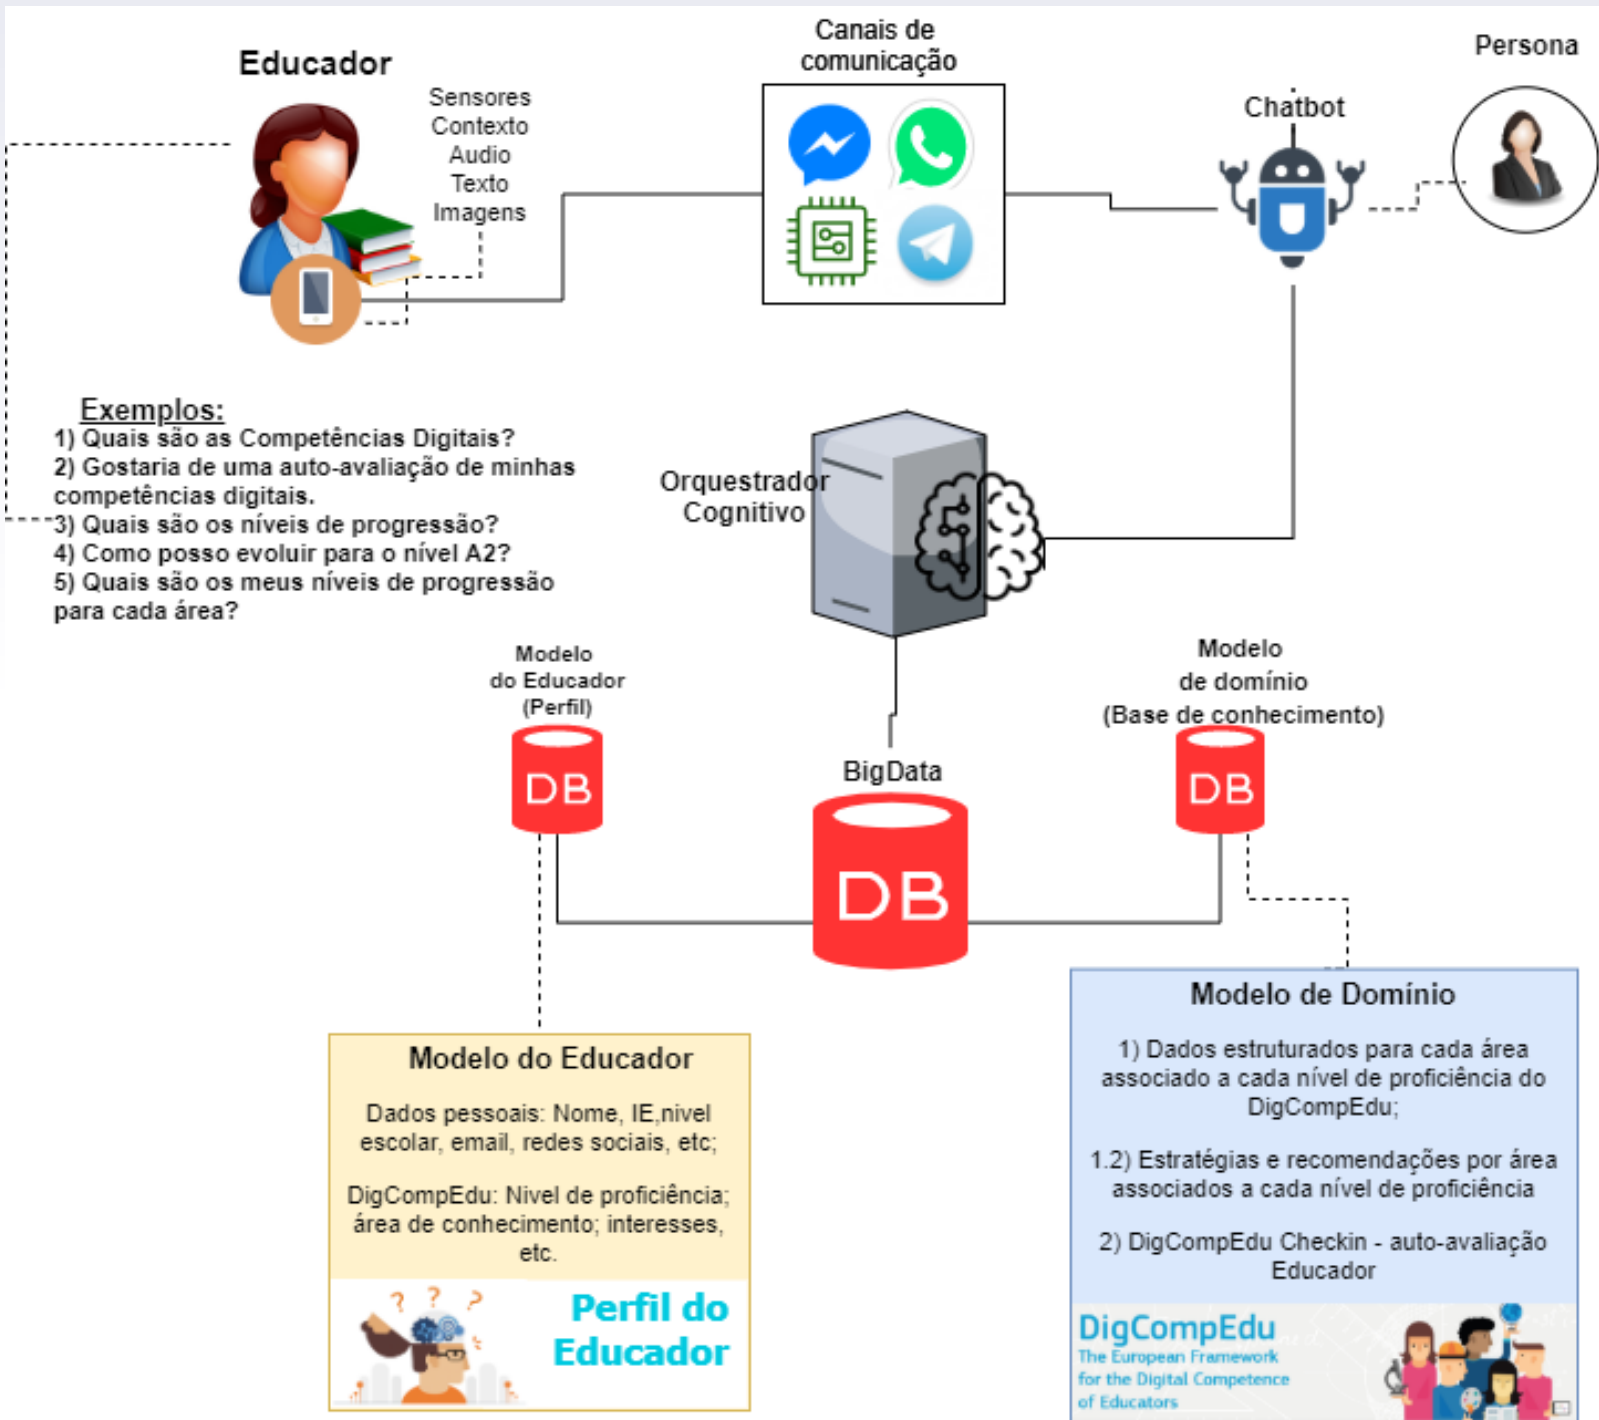 Educador
Sensores
Contexto
Audio
Texto
Imagens
Canais de
comunicação
Chatbot
Persona
Exemplos:
1) Quais são as Competências Digitais?
2) Gostaria de uma auto-avaliação de minhas
competências digitais.
3) Quais são os níveis de progressão?
4) Como posso evoluir para o nível A2?
5) Quais são os meus níveis de progressão
para cada área?
Orquestrador
Cognitivo
Modelo
do Educador
(Perfil)
DB
BigData
DB
Modelo
de domínio
(Base de conhecimento)
DB
Modelo do Educador
Dados pessoais: Nome, IE,nivel
escolar, email, redes sociais, etc;
DigCompEdu: Nivel de proficiência;
área de conhecimento; interesses,
etc.
? ? ?
Perfil do
Educador
Modelo de Domínio
1) Dados estruturados para cada área
associado a cada nível de proficiência do
DigCompEdu;
1.2) Estratégias e recomendações por área
associados a cada nível de proficiência
2) DigCompEdu Checkin - auto-avaliação
Educador
DigCompEdu
The European Framework
for the Digital Competence
of Educators